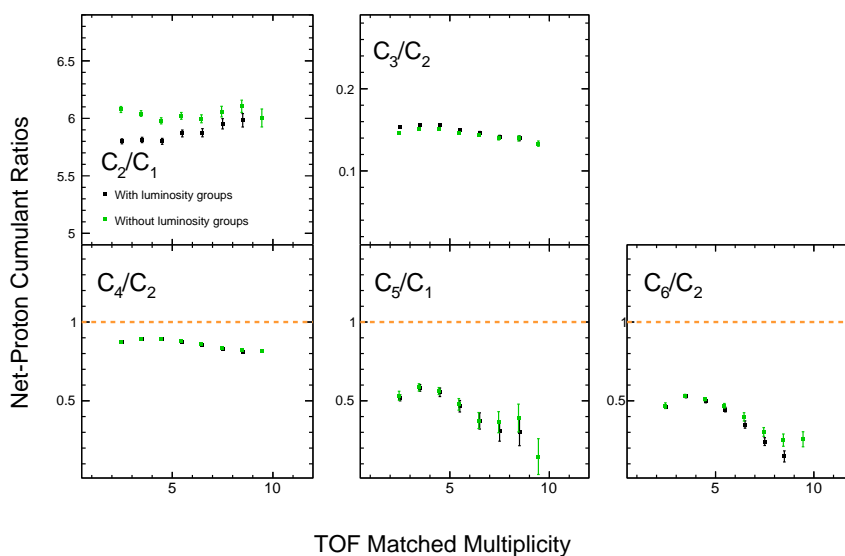 Net-Proton Cumulant Ratios
6.5
6
5.5
5
C2/C1
With luminosity groups
Without luminosity groups
C3/C2
0.2
0.1
C4/C2
1
0.5
5
10
C5/C1
1
0.5
5
10
C6/C2
1
0.5
5
10
TOF Matched Multiplicity